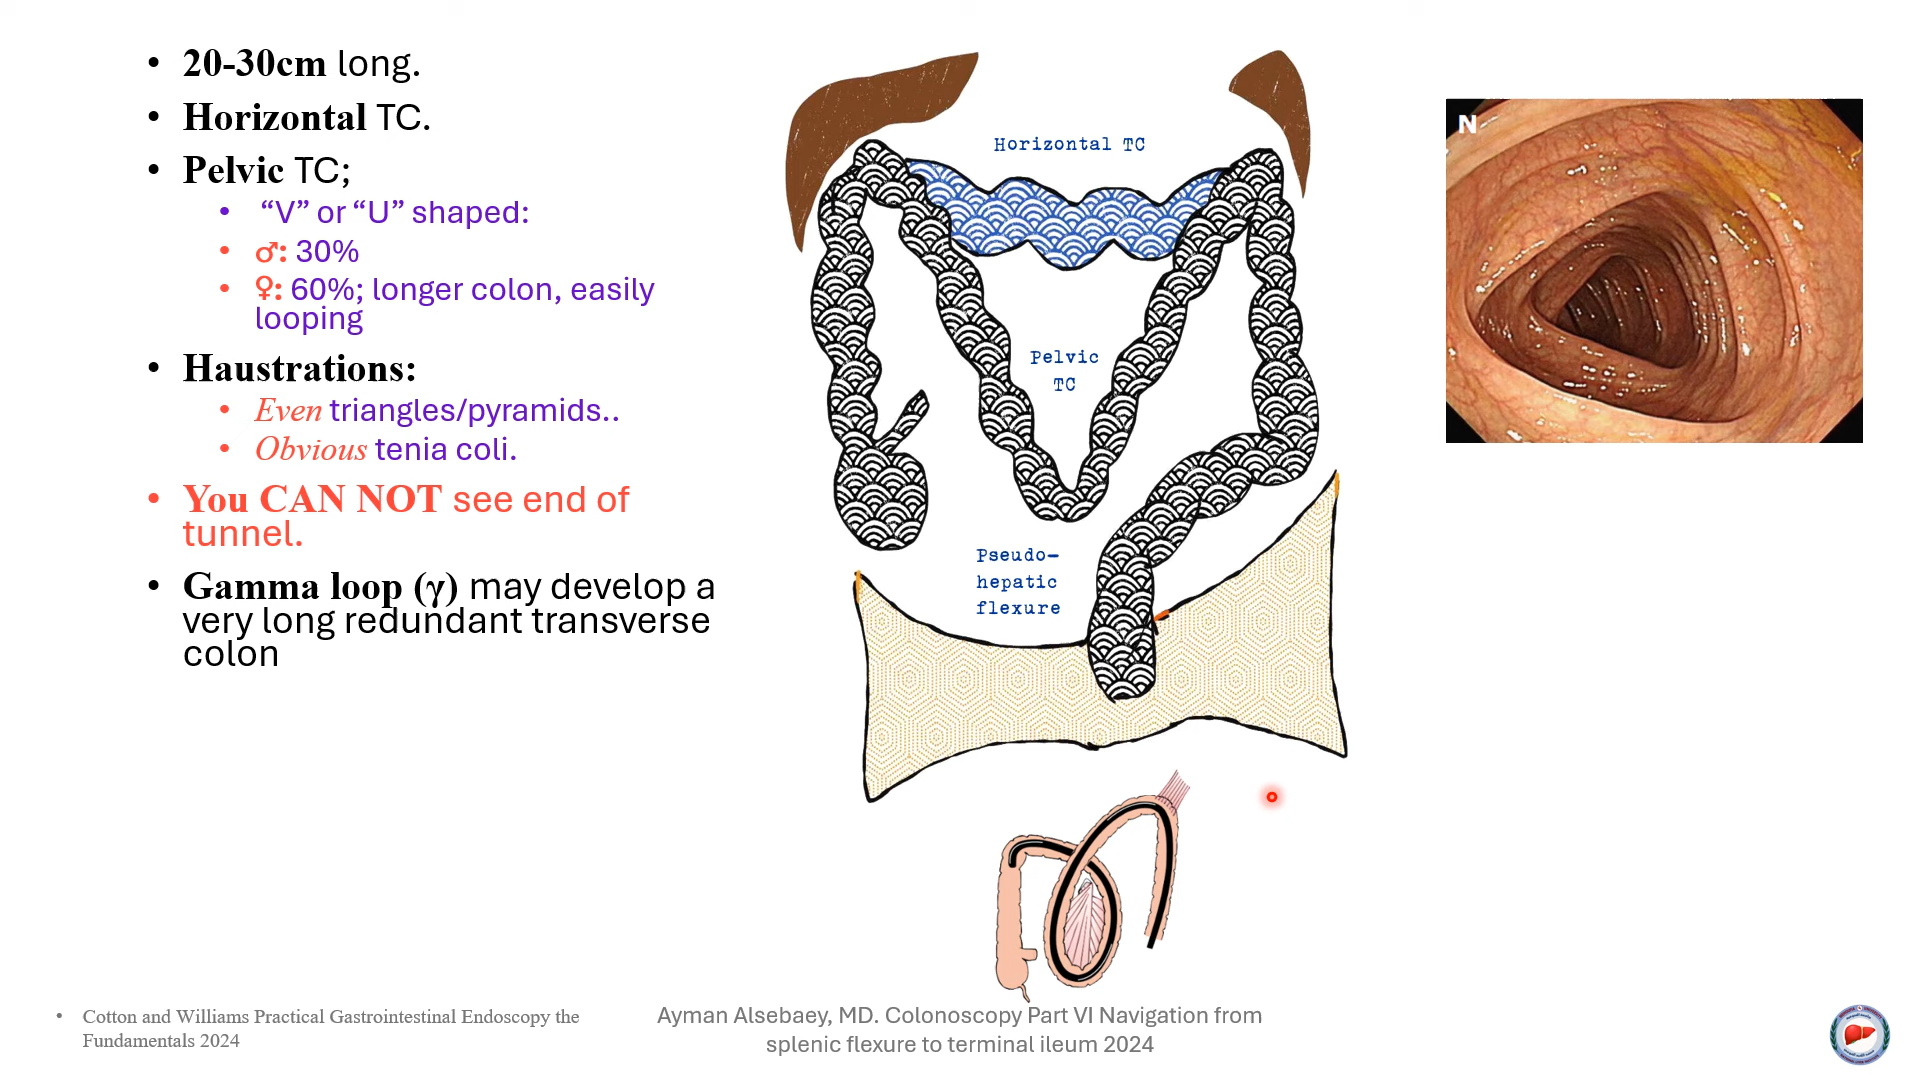 • 20-30cm long.
• Horizontal TC.
• Pelvic TC;
• “V” or “U” shaped:
• ♂: 30%
• ♀: 60%; longer colon, easily
looping
• Haustrations:
• Even triangles/pyramids..
• Obvious tenia coli.
• You CAN NOT see end of
tunnel.
• Gamma loop (γ) may develop a
very long redundant transverse
colon
Horizontal TC
Pelvic
TC
Pseudo-
hepatic
flexure
N
• Cotton and Williams Practical Gastrointestinal Endoscopy the
Fundamentals 2024
Ayman Alsebaey, MD. Colonoscopy Part VI Navigation from
splenic flexure to terminal ileum 2024